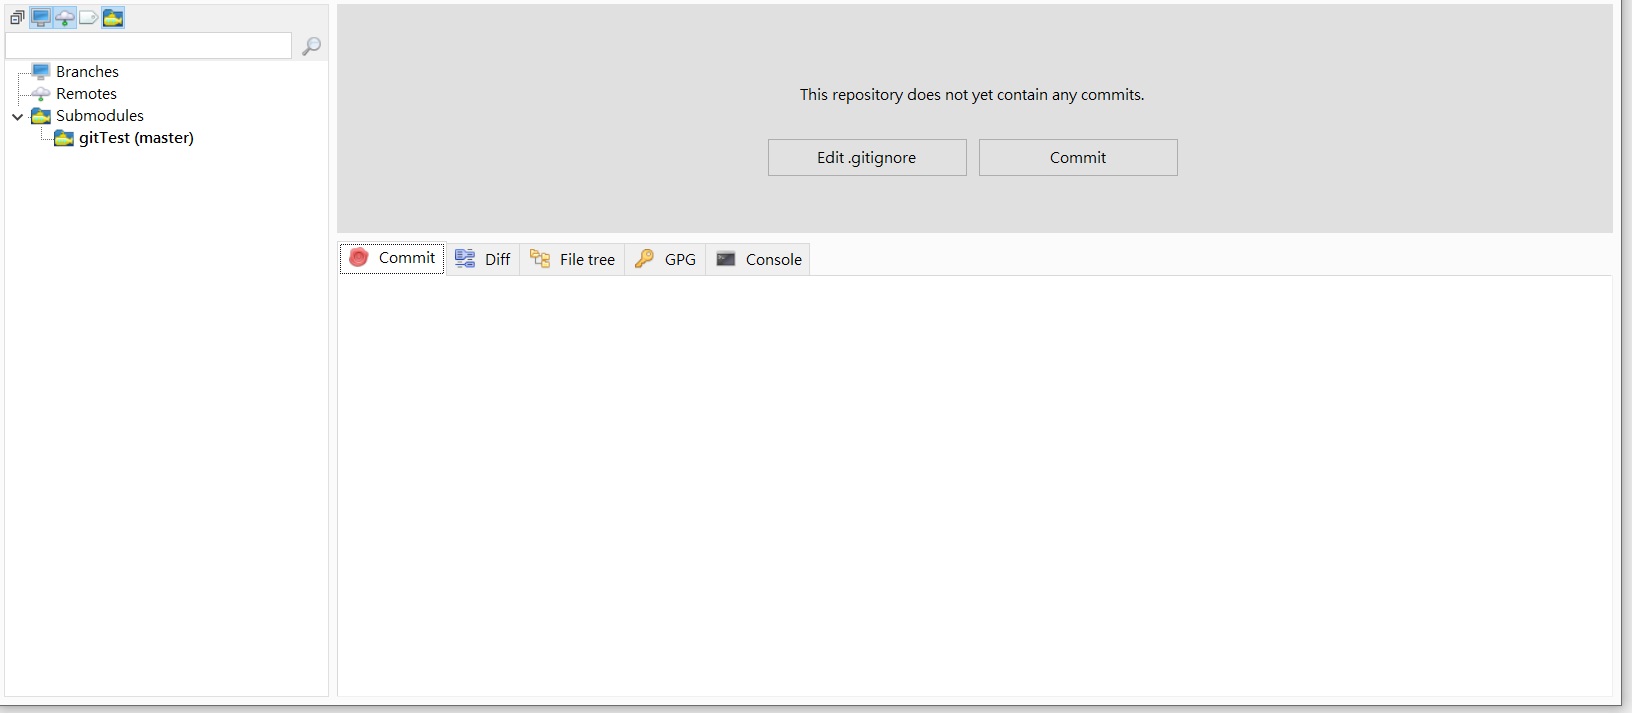 Branches
Remotes
Submodules
gitTest (master)
This repository does not yet contain any commits.
Edit .gitignore
Commit
Commit
Diff
File tree
GPG
Console